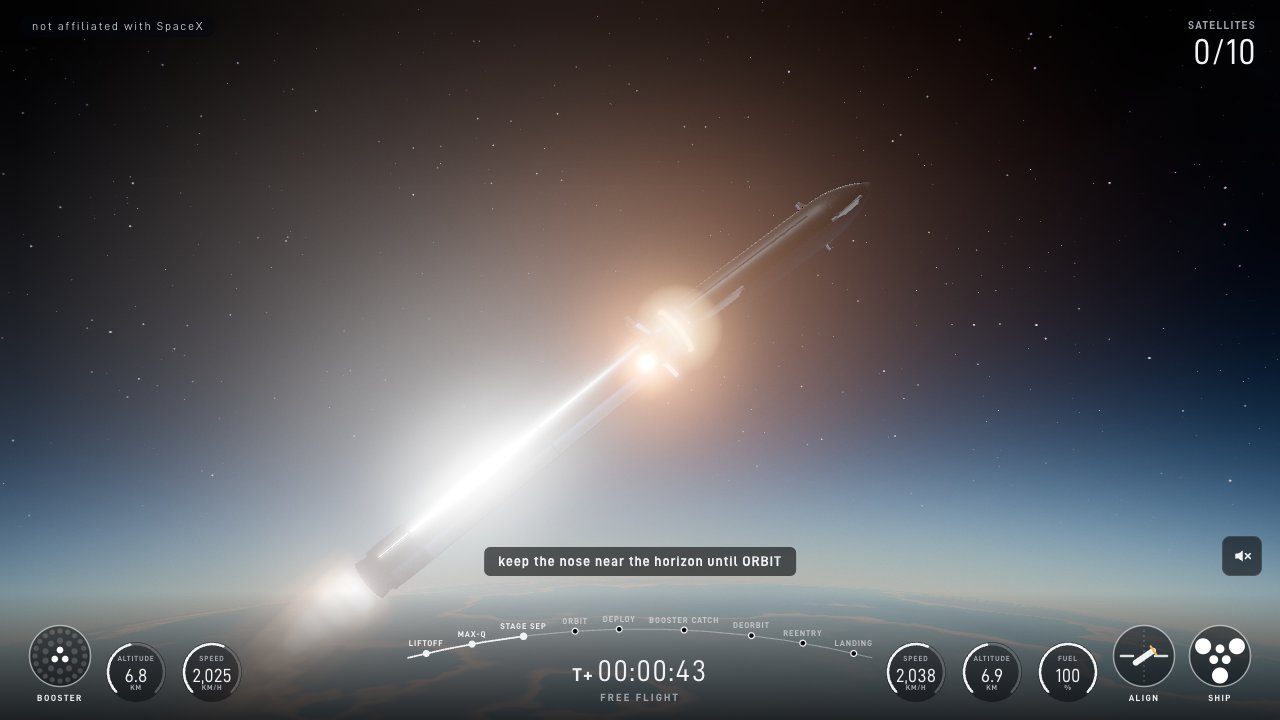 not affiliated with SpaceX
SATELLITES
0/10
keep the nose near the horizon until ORBIT
LIFTOFF
MAX-Q
STAGE SEP
ORBIT
DEPLOY
BOOSTER CATCH
DEORBIT
REENTRY
LANDING
T+ 00:00:43
FREE FLIGHT
BOOSTER
ALTITUDE
6.8
KM
SPEED
2,025
KM/H
SPEED
2,038
KM/H
ALTITUDE
6.9
KM
FUEL
100
%
ALIGN
SHIP